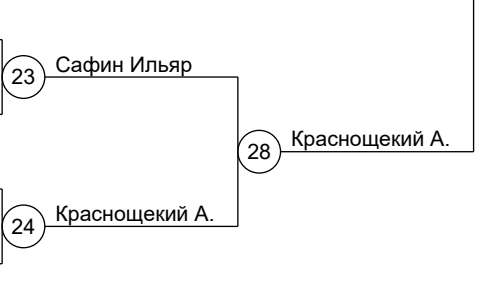 23 Сафин Ильяр
28 Краснощекий А.
24 Краснощекий А.